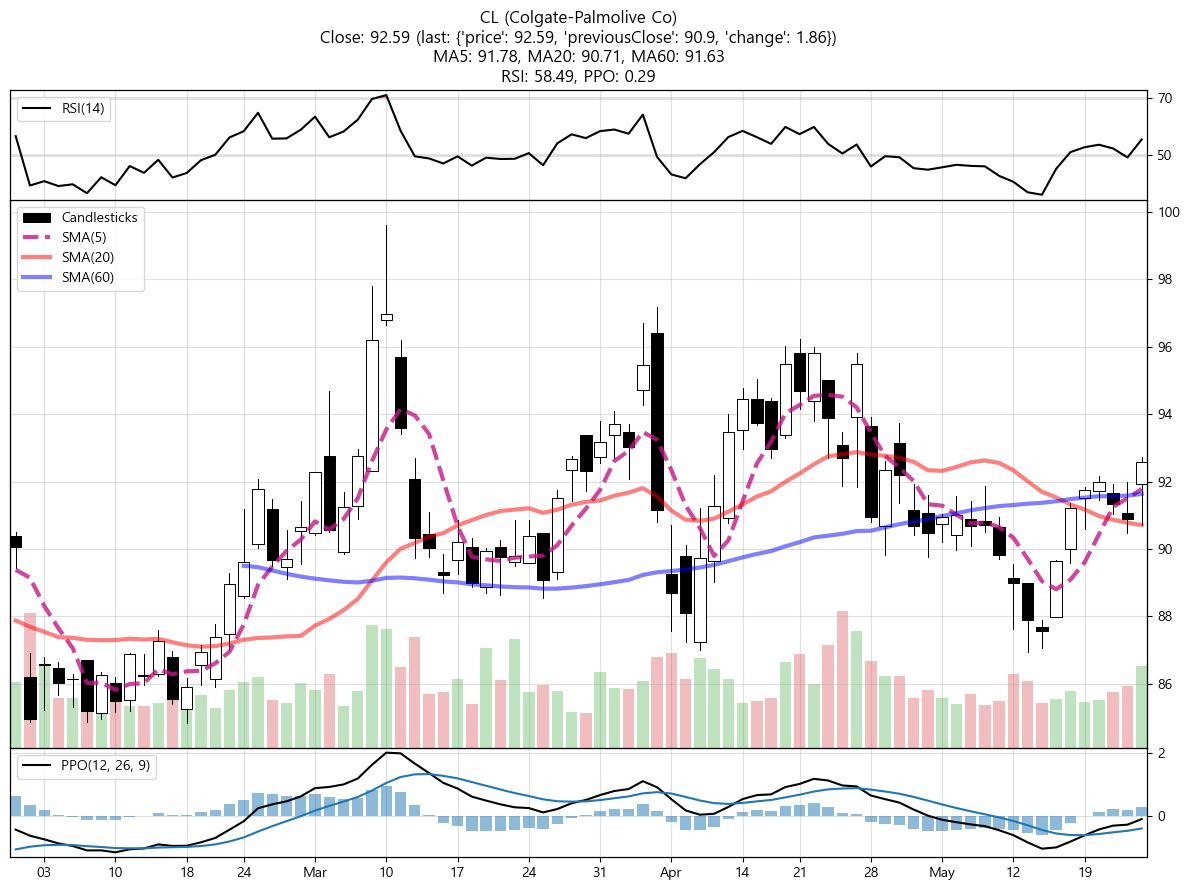 CL (Colgate-Palmolive Co)
Close: 92.59 (last: {'price': 92.59, 'previousClose': 90.9, 'change': 1.86})
MA5: 91.78, MA20: 90.71, MA60: 91.63
RSI: 58.49, PPO: 0.29
RSI(14)
70
50
Candlesticks
SMA(5)
SMA(20)
SMA(60)
100
98
96
94
92
90
88
86
PPO(12, 26, 9)
2
0
03 10 18 24 Mar 10 17 24 31 Apr 14 21 28 May 12 19